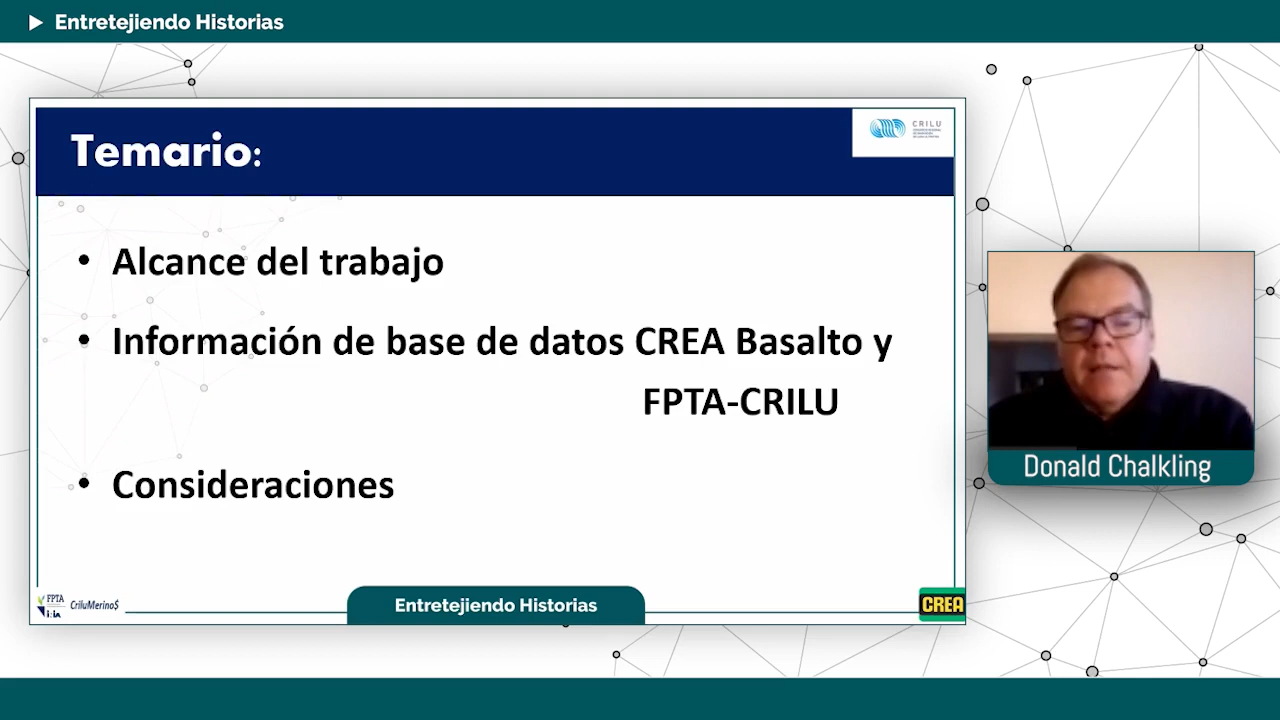 Entretejiendo Historias
Temario:
CRILU
• Alcance del trabajo
• Información de base de datos CREA Basalto y
FPTA-CRILU
• Consideraciones
Donald Chalkling
FPTA
CriluMerino$
Entretejiendo Historias
CREA